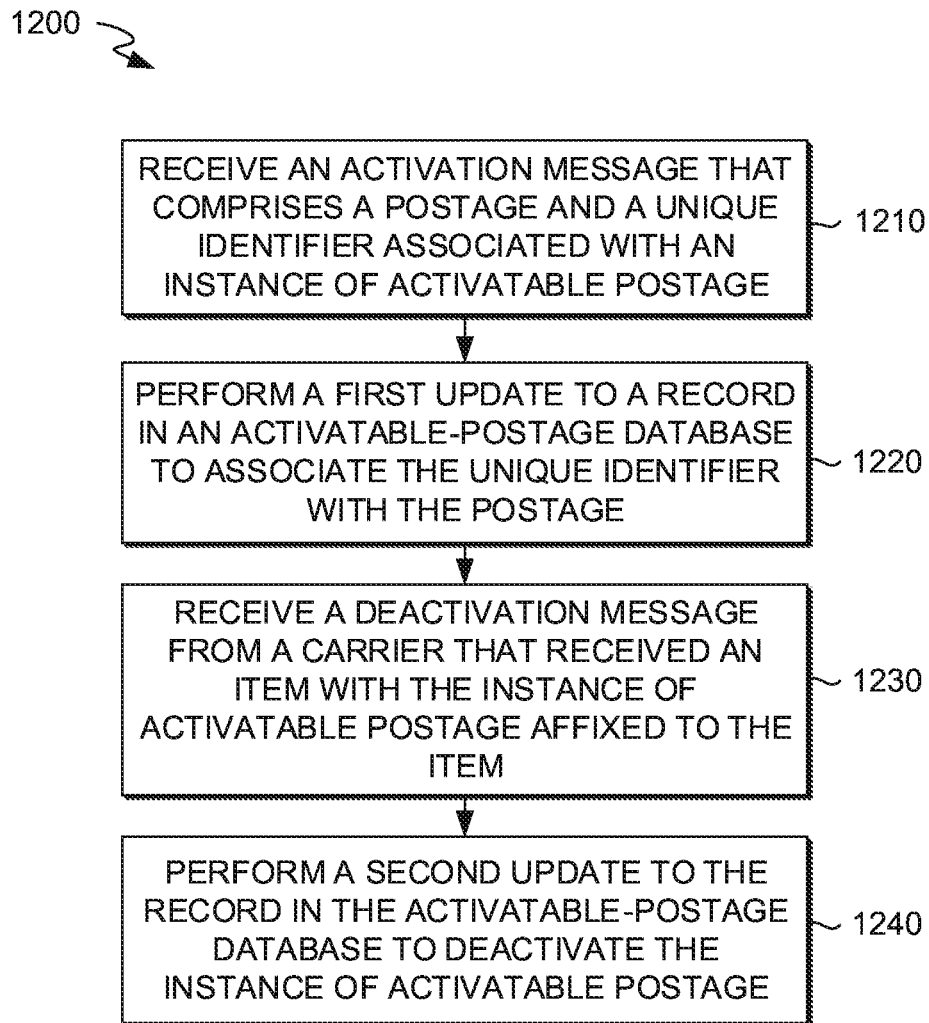 1200
RECEIVE AN ACTIVATION MESSAGE THAT
COMPRISES A POSTAGE AND A UNIQUE
IDENTIFIER ASSOCIATED WITH AN
INSTANCE OF ACTIVATABLE POSTAGE
1210
PERFORM A FIRST UPDATE TO A RECORD
IN AN ACTIVATABLE-POSTAGE DATABASE
TO ASSOCIATE THE UNIQUE IDENTIFIER
WITH THE POSTAGE
1220
RECEIVE A DEACTIVATION MESSAGE
FROM A CARRIER THAT RECEIVED AN
ITEM WITH THE INSTANCE OF
ACTIVATABLE POSTAGE AFFIXED TO THE
ITEM
1230
PERFORM A SECOND UPDATE TO THE
RECORD IN THE ACTIVATABLE-POSTAGE
DATABASE TO DEACTIVATE THE
INSTANCE OF ACTIVATABLE POSTAGE
1240